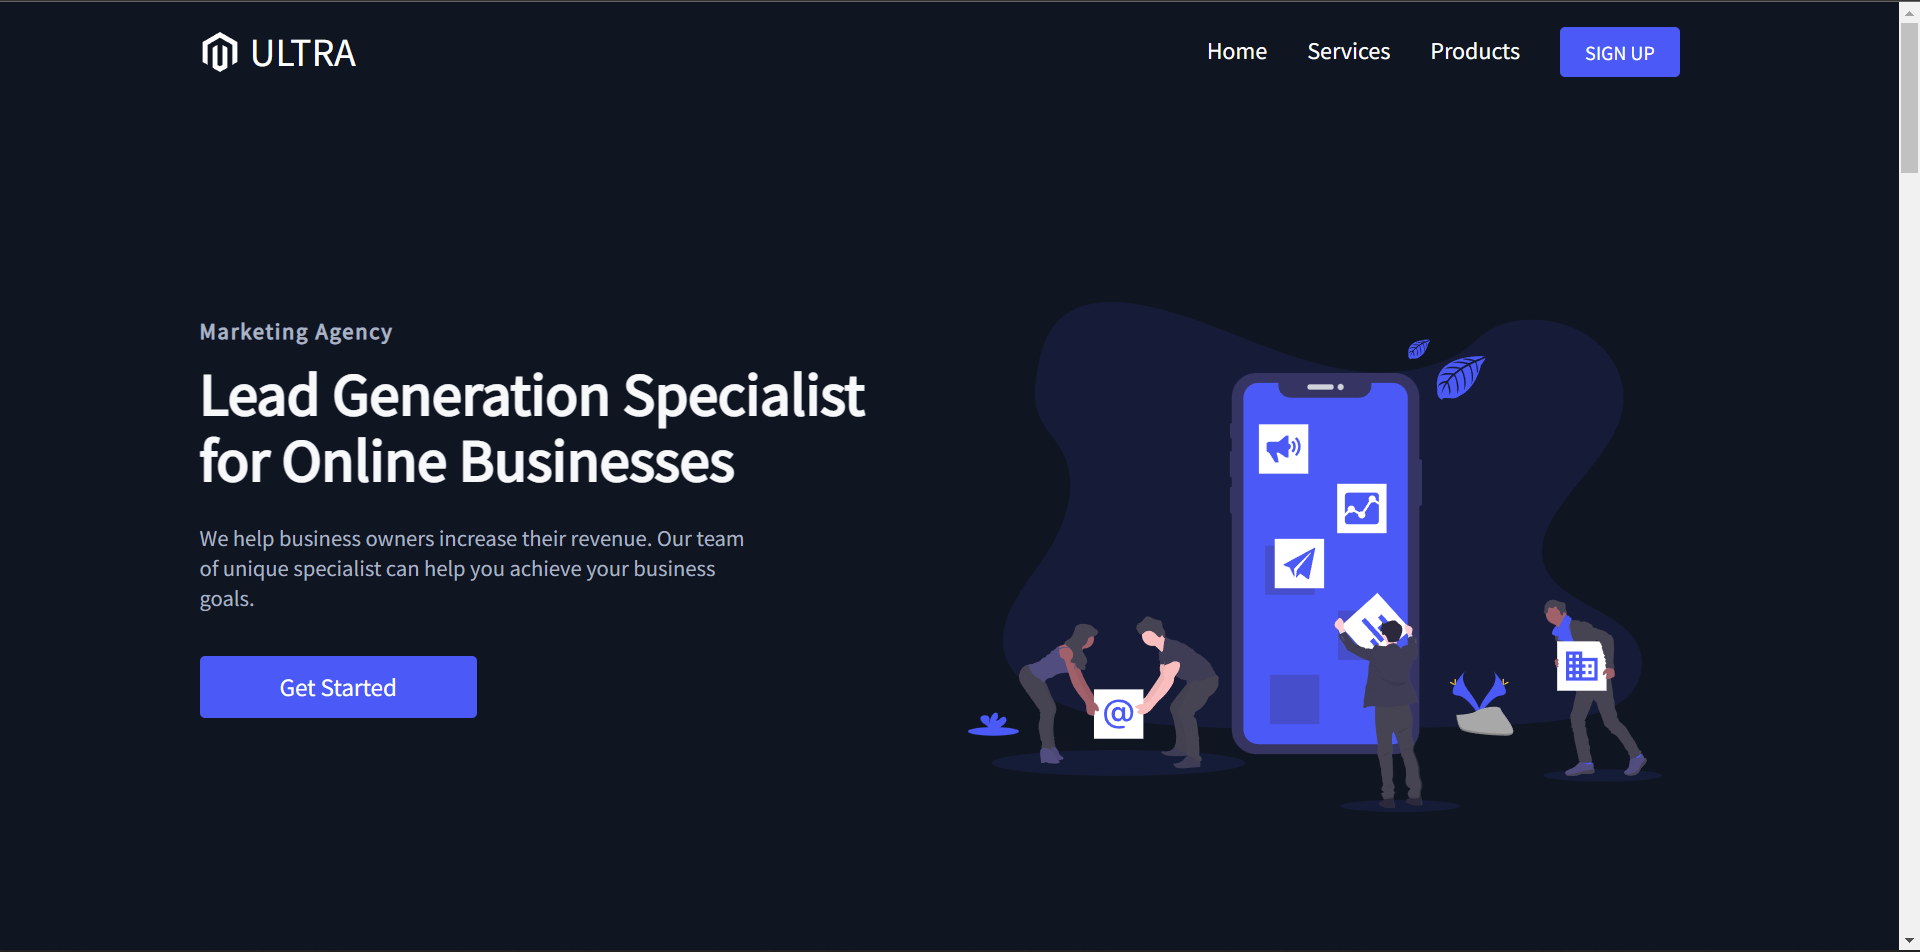 ULTRA
Home
Services
Products
SIGN UP
Marketing Agency
Lead Generation Specialist
for Online Businesses
We help business owners increase their revenue. Our team
of unique specialist can help you achieve your business
goals.
Get Started
@